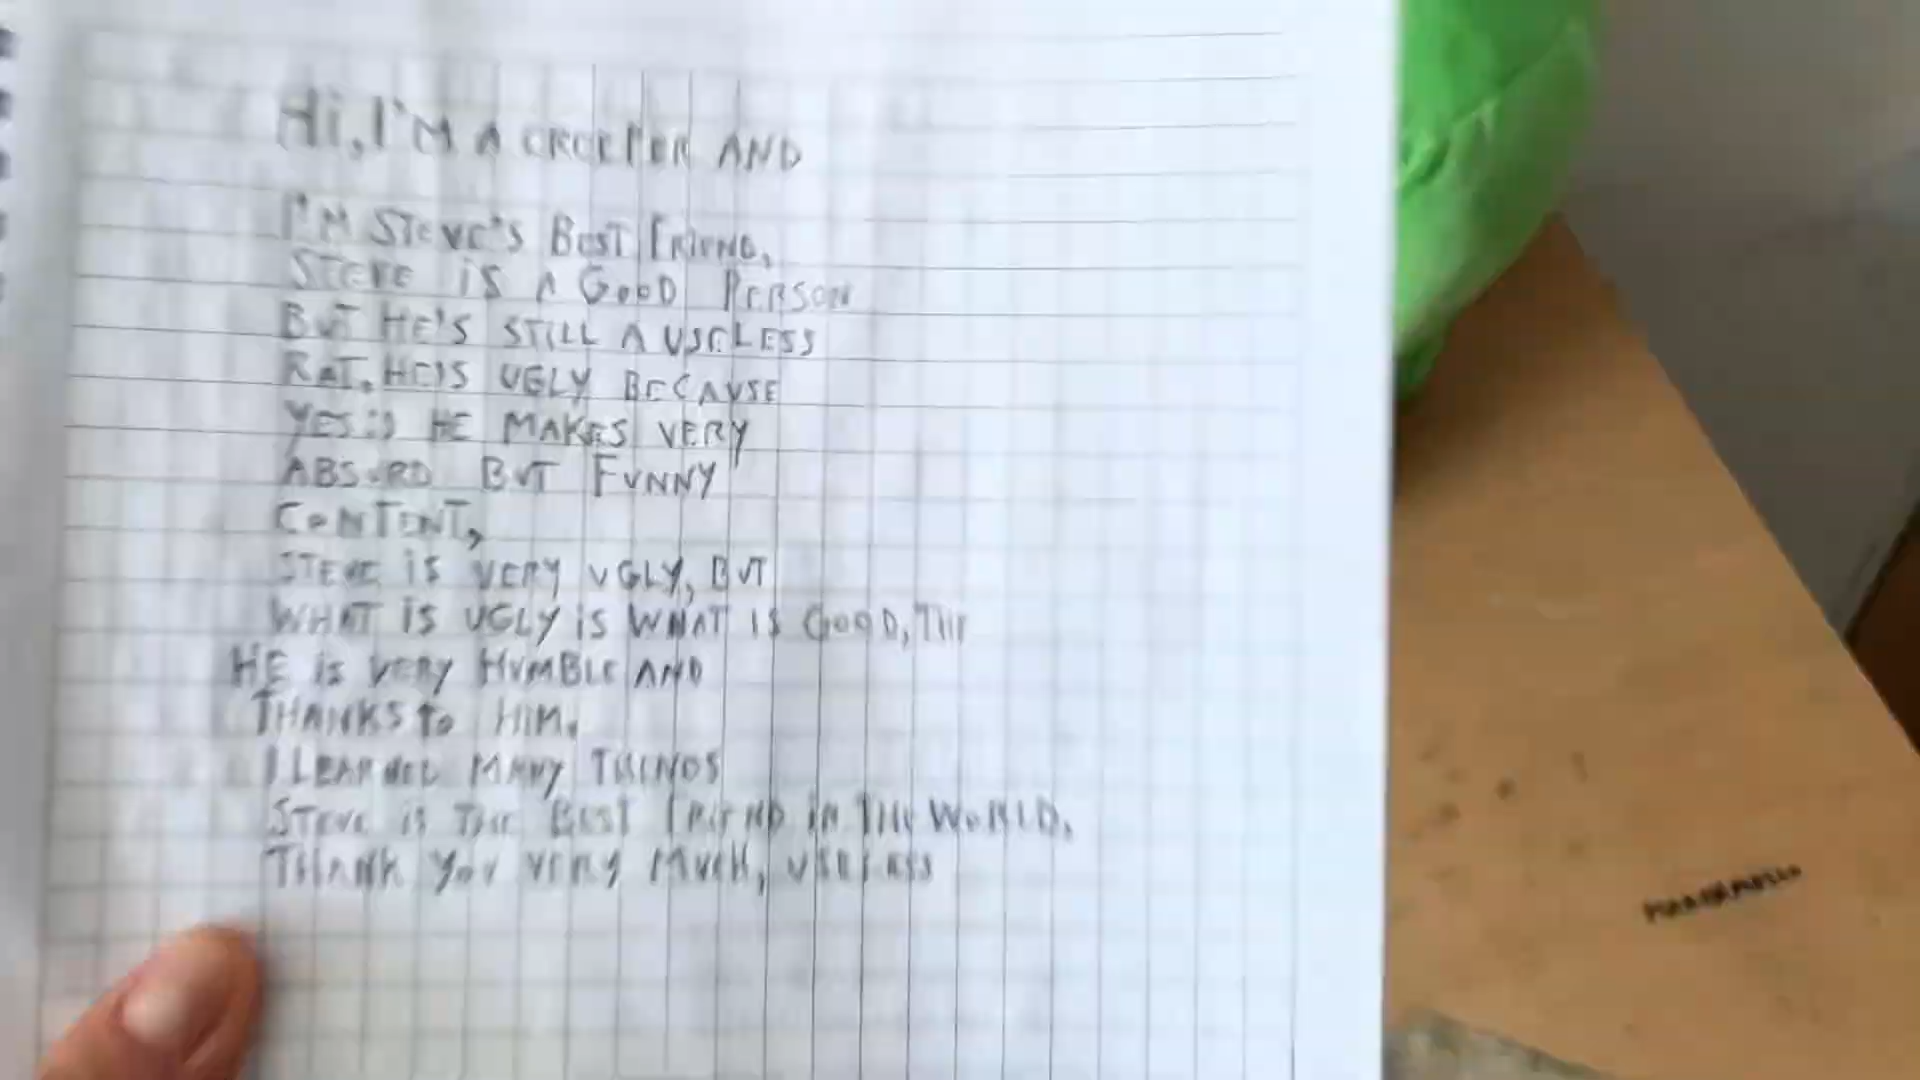 Hi, I'M A CREEPER AND
I'M STEVE'S BEST FRIEND,
STEVE iS A GOOD PERSON
BUT HE'S STILL A USELESS
RAT. HE'S UGLY BECAUSE
YES :) HE MAKES VERY
ABSURD BUT FUNNY
CONTENT,
STEVE iS VERY UGLY, BUT
WHAT iS UGLY iS WHAT IS GOOD,
HE iS VERY HUMBLE AND
THANKS to HIM.
I LEARNED MANY THINGS
STEVE iS THE BEST FRIEND IN THE WORLD.
THANK YOU VERY MUCH, USELESS